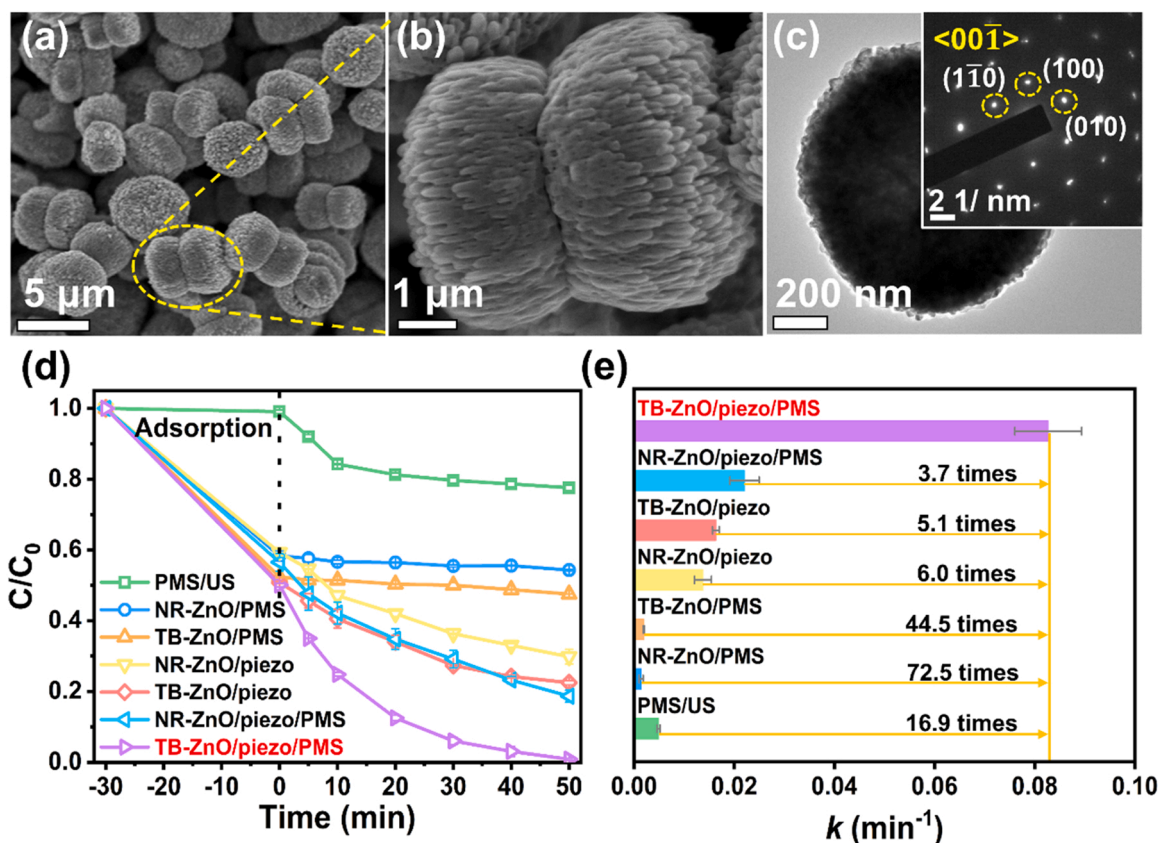 (a)
5 μm
(b)
1 μm
(c)
200 nm
<001̄>
(11̄0)
(100)
(010)
2 1/ nm
(d)
Adsorption
PMS/US
NR-ZnO/PMS
TB-ZnO/PMS
NR-ZnO/piezo
TB-ZnO/piezo
NR-ZnO/piezo/PMS
TB-ZnO/piezo/PMS
C/C₀
1.0
0.8
0.6
0.4
0.2
0.0
-30 -20 -10 0 10 20 30 40 50
Time (min)
(e)
TB-ZnO/piezo/PMS
NR-ZnO/piezo/PMS
3.7 times
TB-ZnO/piezo
5.1 times
NR-ZnO/piezo
6.0 times
TB-ZnO/PMS
44.5 times
NR-ZnO/PMS
72.5 times
PMS/US
16.9 times
0.00 0.02 0.04 0.06 0.08 0.10
k (min⁻¹)